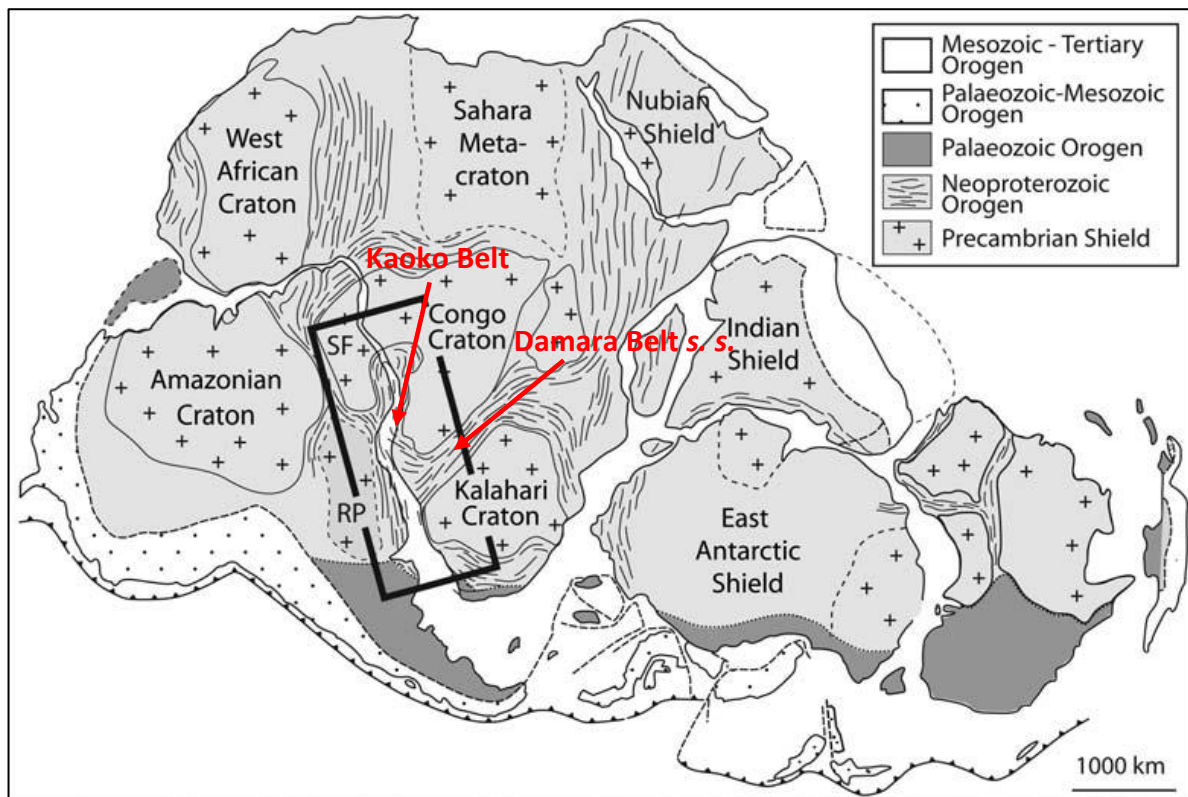 West
African
Craton
Sahara
Meta-
craton
Nubian
Shield
Mesozoic - Tertiary
Orogen
Palaeozoic-Mesozoic
Orogen
Palaeozoic Orogen
Neoproterozoic
Orogen
Precambrian Shield
Kaoko Belt
Congo
Craton
Damara Belt s. s.
SF
Indian
Shield
Amazonian
Craton
Kalahari
Craton
RP
East
Antarctic
Shield
1000 km